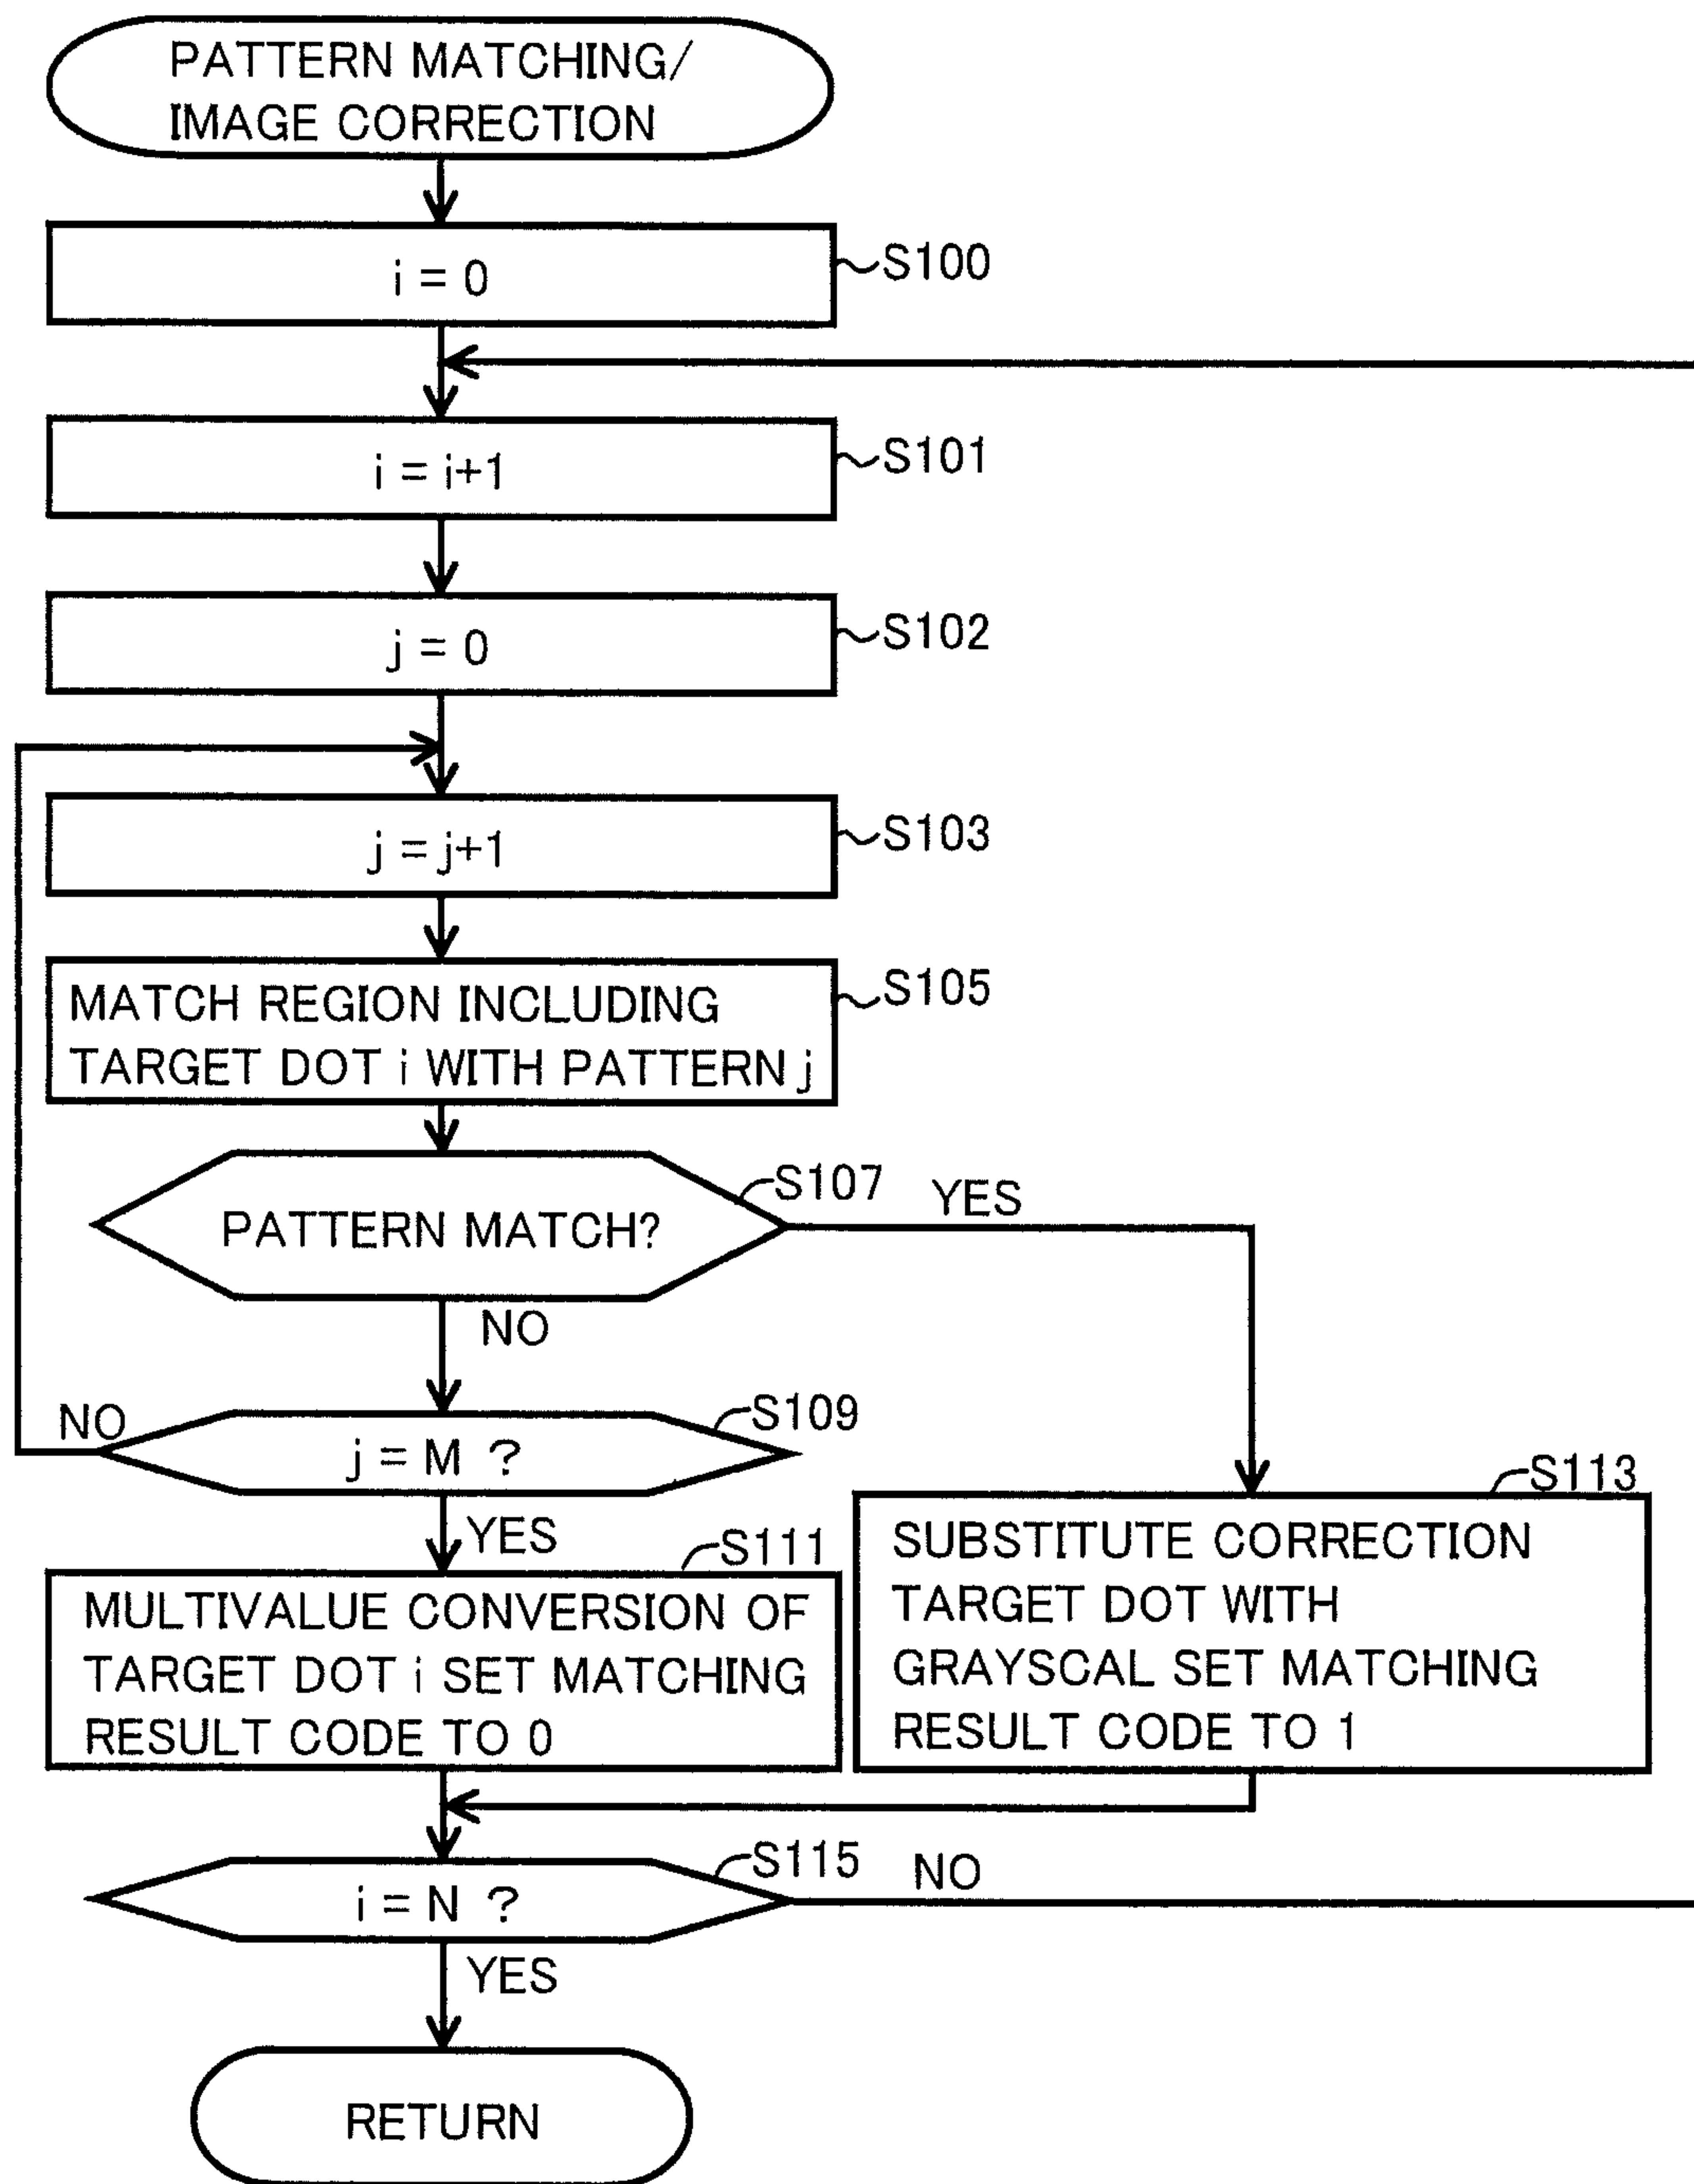 PATTERN MATCHING/
IMAGE CORRECTION
i = 0
S100
i = i+1
S101
j = 0
S102
j = j+1
S103
MATCH REGION INCLUDING
TARGET DOT i WITH PATTERN j
S105
PATTERN MATCH?
S107
YES
NO
j = M ?
S109
NO
YES
S111
MULTIVALUE CONVERSION OF
TARGET DOT i SET MATCHING
RESULT CODE TO 0
S113
SUBSTITUTE CORRECTION
TARGET DOT WITH
GRAYSCAL SET MATCHING
RESULT CODE TO 1
i = N ?
S115
NO
YES
RETURN